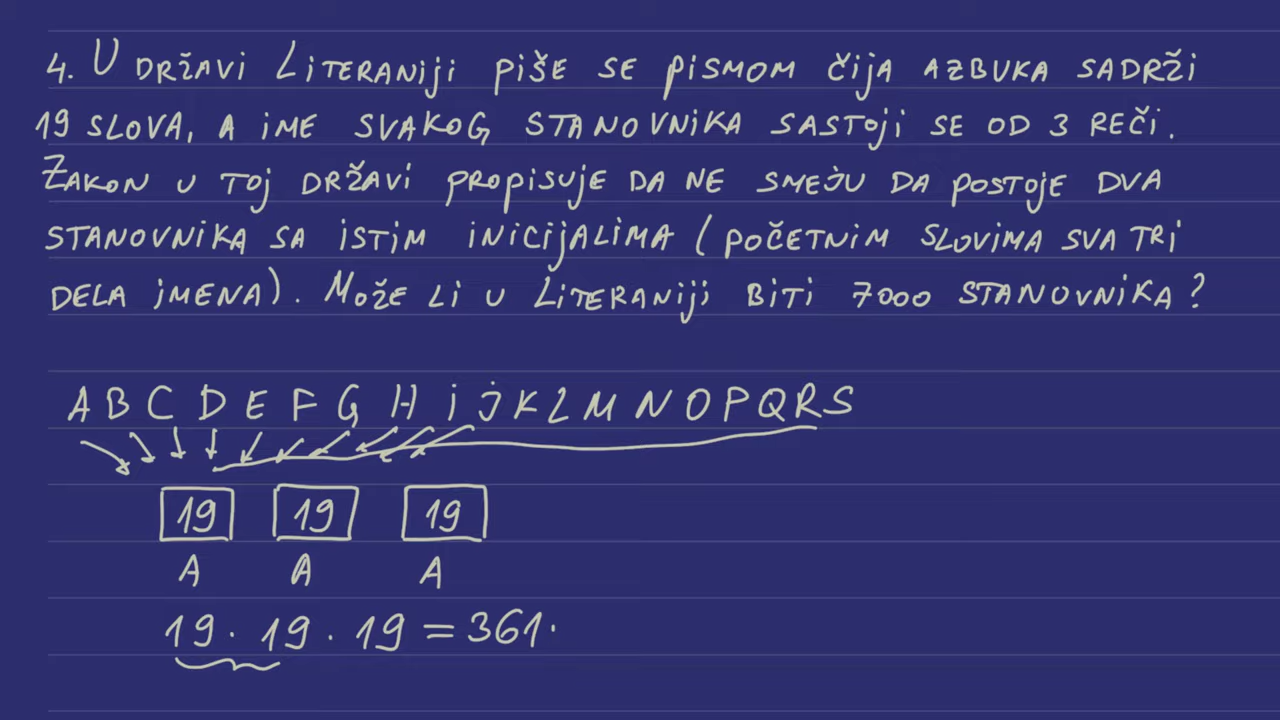 4. U DRŽAVI LITERANIJI PIŠE SE PISMOM ČIJA AZBUKA SADRŽI
19 SLOVA, A IME SVAKOG STANOVNIKA SASTOJI SE OD 3 REČI.
ZAKON U TOJ DRŽAVI PROPISUJE DA NE SMEJU DA POSTOJE DVA
STANOVNIKA SA ISTIM INICIJALIMA (POČETNIM SLOVIMA SVA TRI
DELA IMENA). MOŽE LI U LITERANIJI BITI 7000 STANOVNIKA?
A B C D E F G H I J K L M N O P Q R S
19 19 19
A A A
19 · 19 · 19 = 361 ·